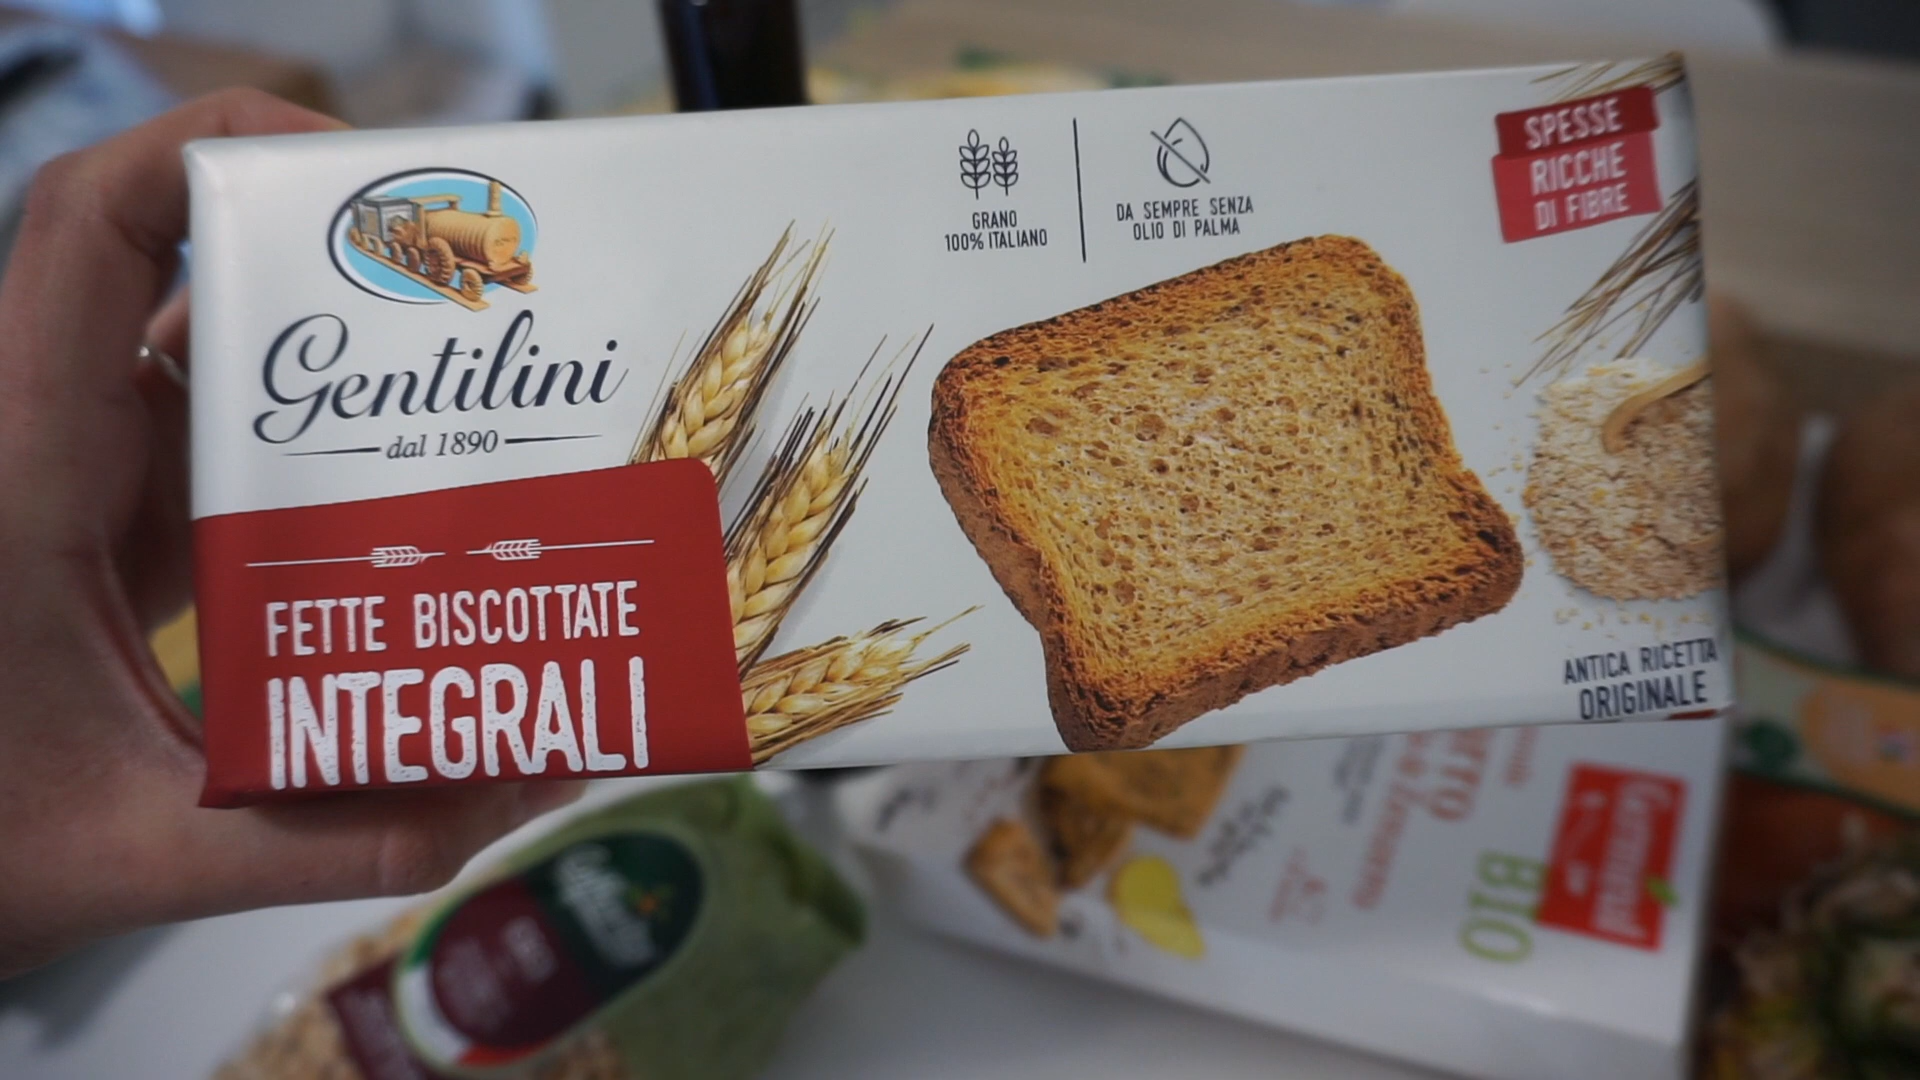 Gentilini
dal 1890
FETTE BISCOTTATE
INTEGRALI
GRANO
100% ITALIANO
DA SEMPRE SENZA
OLIO DI PALMA
SPESSE
RICCHE
DI FIBRE
ANTICA RICETTA
ORIGINALE
BIO